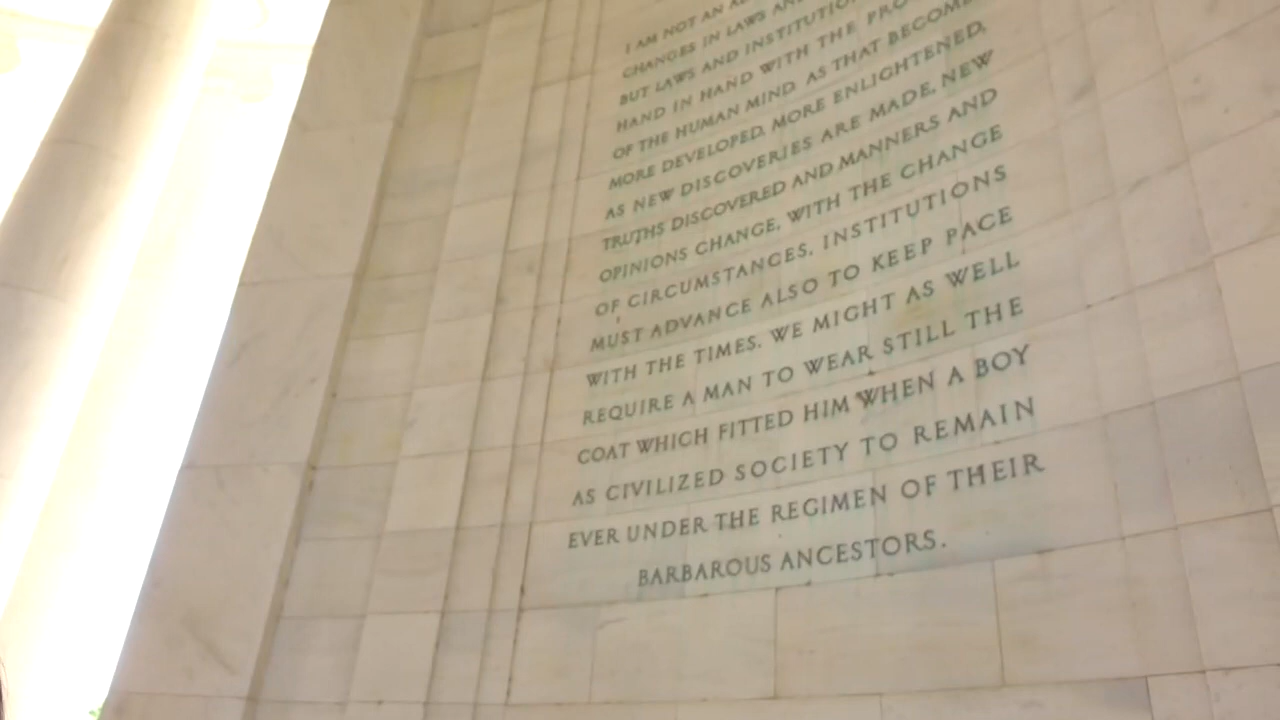 I AM NOT AN
CHANGES IN LAWS AND
BUT LAWS AND INSTITUTION
HAND IN HAND WITH THE PRO
OF THE HUMAN MIND. AS THAT BECOME
MORE DEVELOPED, MORE ENLIGHTENED,
AS NEW DISCOVERIES ARE MADE, NEW
TRUTHS DISCOVERED AND MANNERS AND
OPINIONS CHANGE, WITH THE CHANGE
OF CIRCUMSTANCES, INSTITUTIONS
MUST ADVANCE ALSO TO KEEP PACE
WITH THE TIMES. WE MIGHT AS WELL
REQUIRE A MAN TO WEAR STILL THE
COAT WHICH FITTED HIM WHEN A BOY
AS CIVILIZED SOCIETY TO REMAIN
EVER UNDER THE REGIMEN OF THEIR
BARBAROUS ANCESTORS.